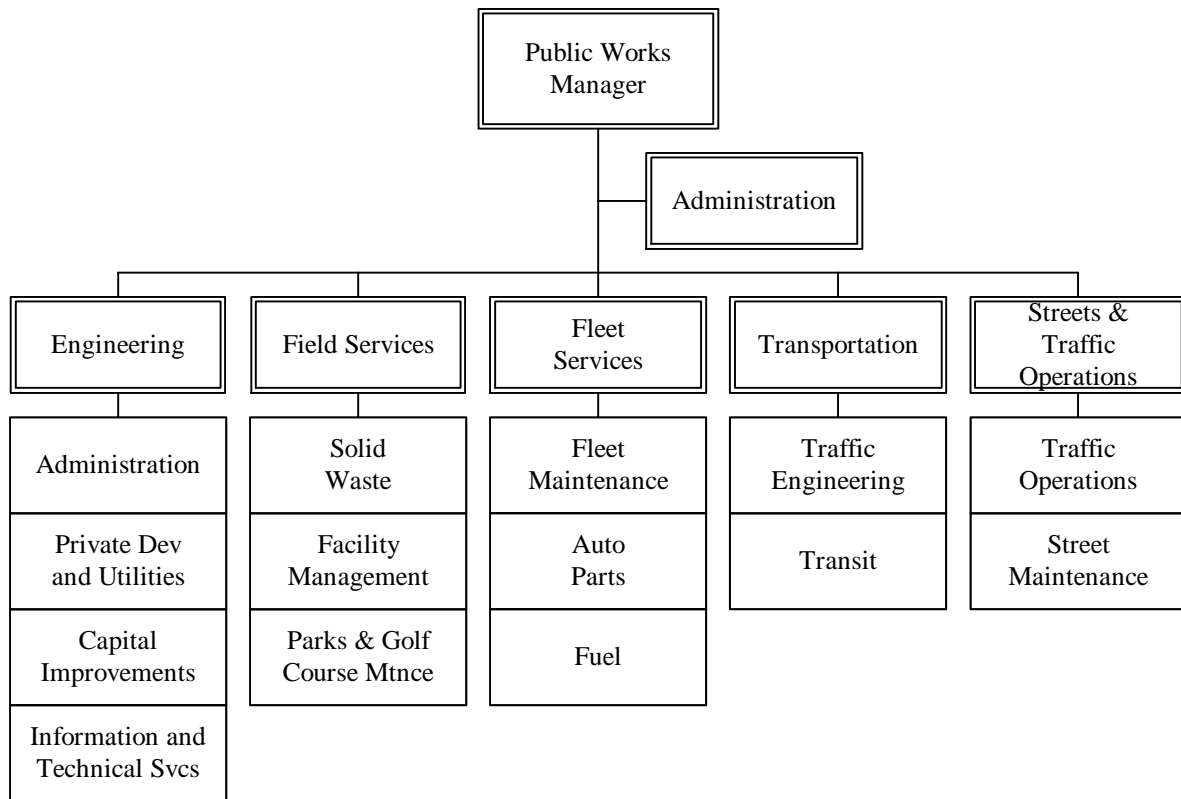 Public Works
Manager
Administration
Engineering
Field Services
Fleet
Services
Transportation
Streets &
Traffic
Operations
Administration
Private Dev
and Utilities
Capital
Improvements
Information and
Technical Svcs
Solid
Waste
Facility
Management
Parks & Golf
Course Mtnce
Fleet
Maintenance
Auto
Parts
Fuel
Traffic
Engineering
Transit
Traffic
Operations
Street
Maintenance